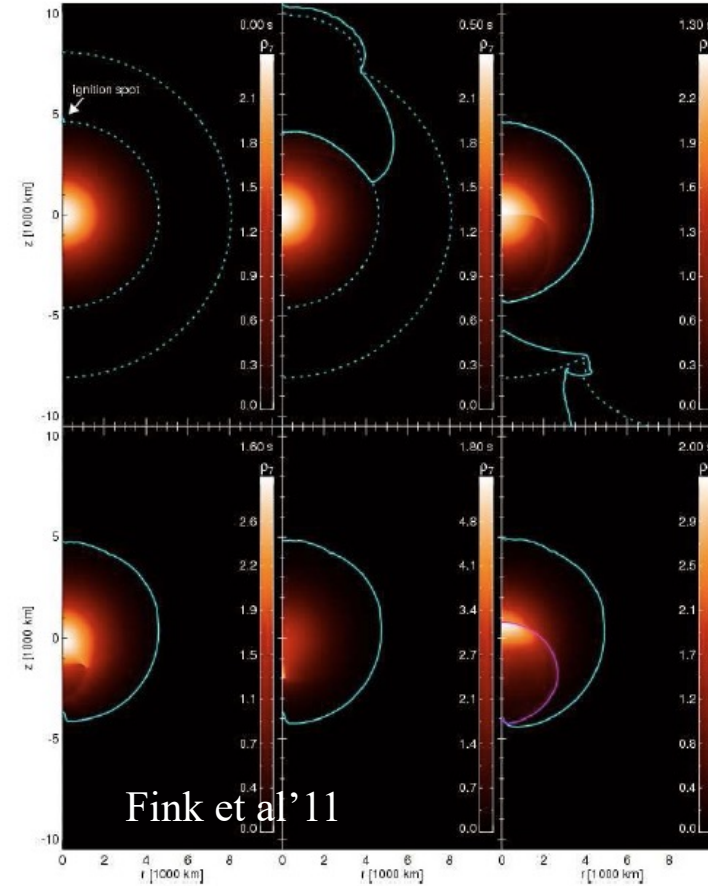 10
5
0
-5
-10
z [1000 km]
ignition spot
0.00 s
ρ7
2.1
1.8
1.5
1.2
0.9
0.6
0.3
0.0
0.50 s
ρ7
2.1
1.8
1.5
1.2
0.9
0.6
0.3
0.0
1.30 s
ρ
2.2
1.9
1.6
1.3
1.0
0.6
0.3
0.0
10
5
0
-5
-10
z [1000 km]
1.60 s
ρ7
2.6
2.2
1.9
1.5
1.1
0.7
0.4
0.0
1.80 s
ρ7
4.8
4.1
3.4
2.7
2.1
1.4
0.7
0.0
2.00 s
ρ
2.9
2.5
2.1
1.7
1.2
0.8
0.4
0.0
Fink et al’11
0 2 4 6 8
0 2 4 6 8
0 2 4 6 8
r [1000 km]
r [1000 km]
r [1000 km]